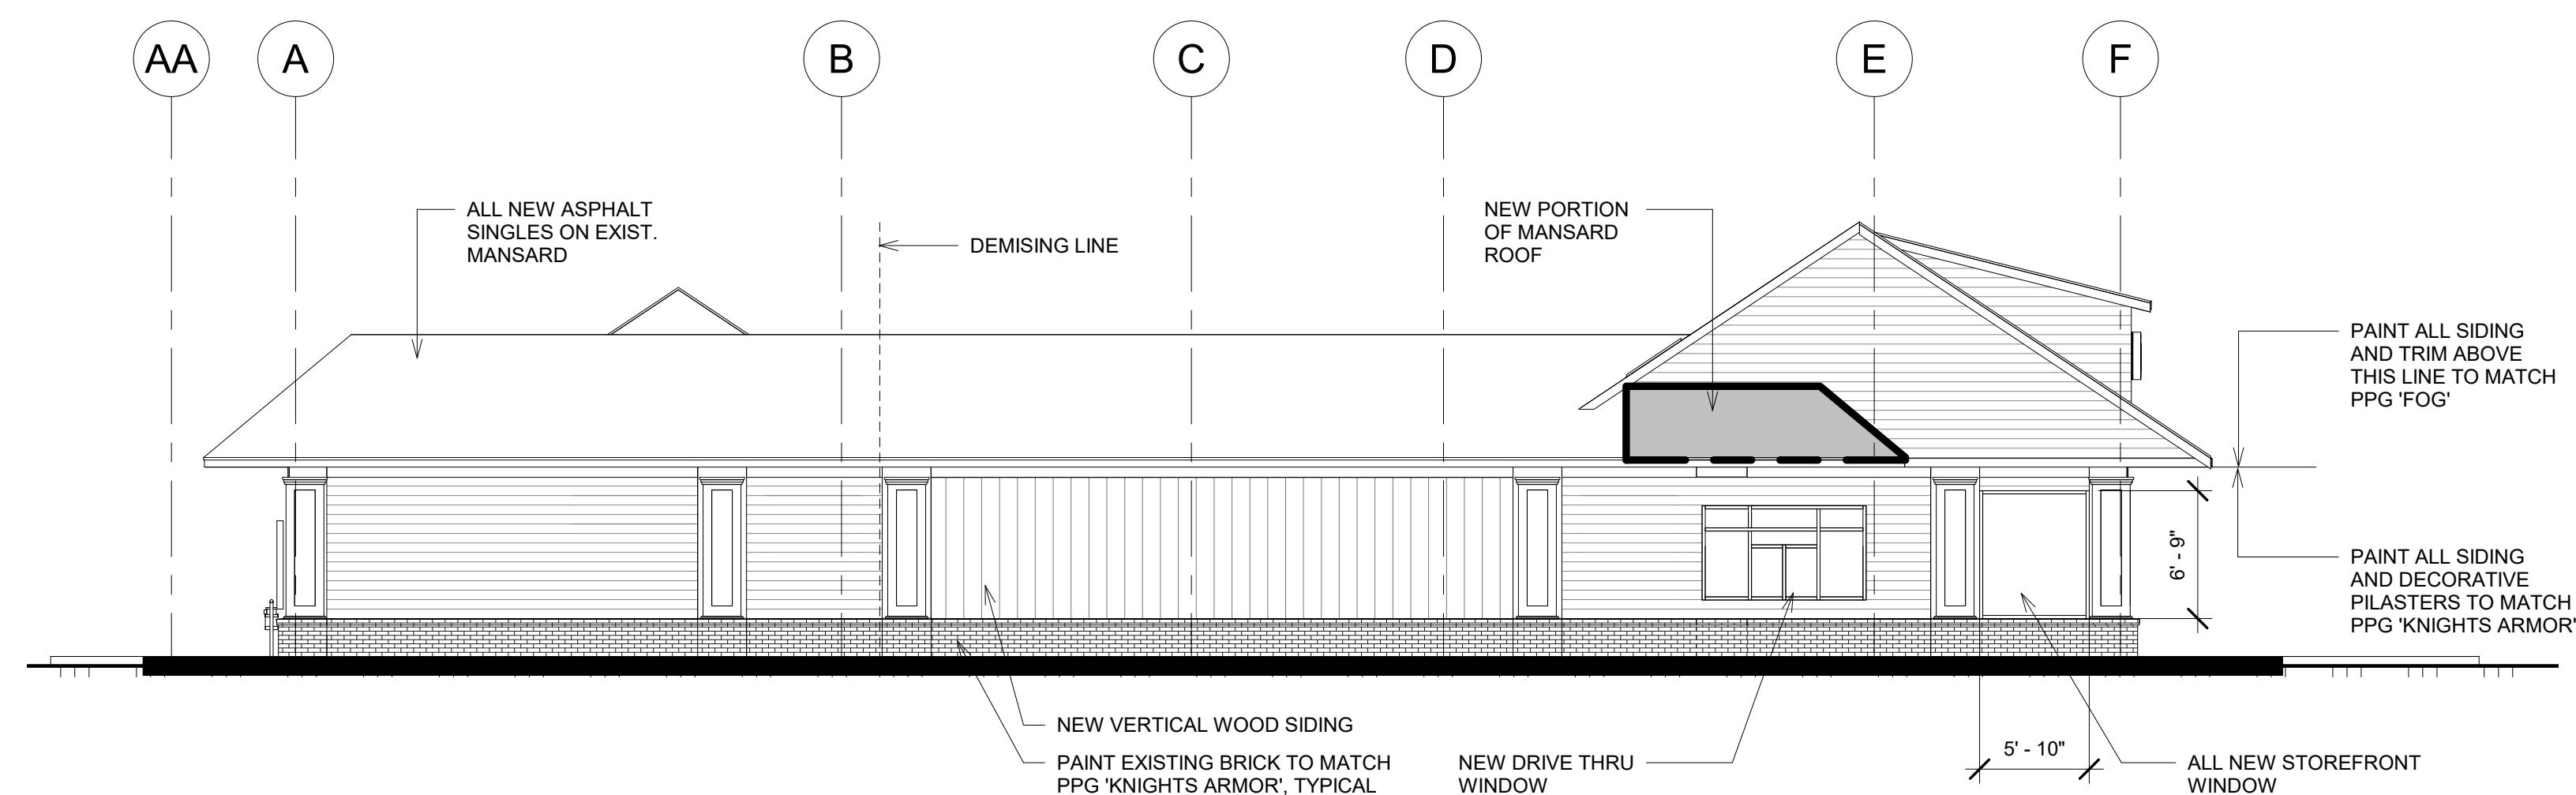 AA
A
B
C
D
E
F
ALL NEW ASPHALT
SINGLES ON EXIST.
MANSARD
DEMISING LINE
NEW PORTION
OF MANSARD
ROOF
PAINT ALL SIDING
AND TRIM ABOVE
THIS LINE TO MATCH
PPG 'FOG'
6' - 9"
PAINT ALL SIDING
AND DECORATIVE
PILASTERS TO MATCH
PPG 'KNIGHTS ARMOR'
NEW VERTICAL WOOD SIDING
PAINT EXISTING BRICK TO MATCH
PPG 'KNIGHTS ARMOR', TYPICAL
NEW DRIVE THRU
WINDOW
5' - 10"
ALL NEW STOREFRONT
WINDOW